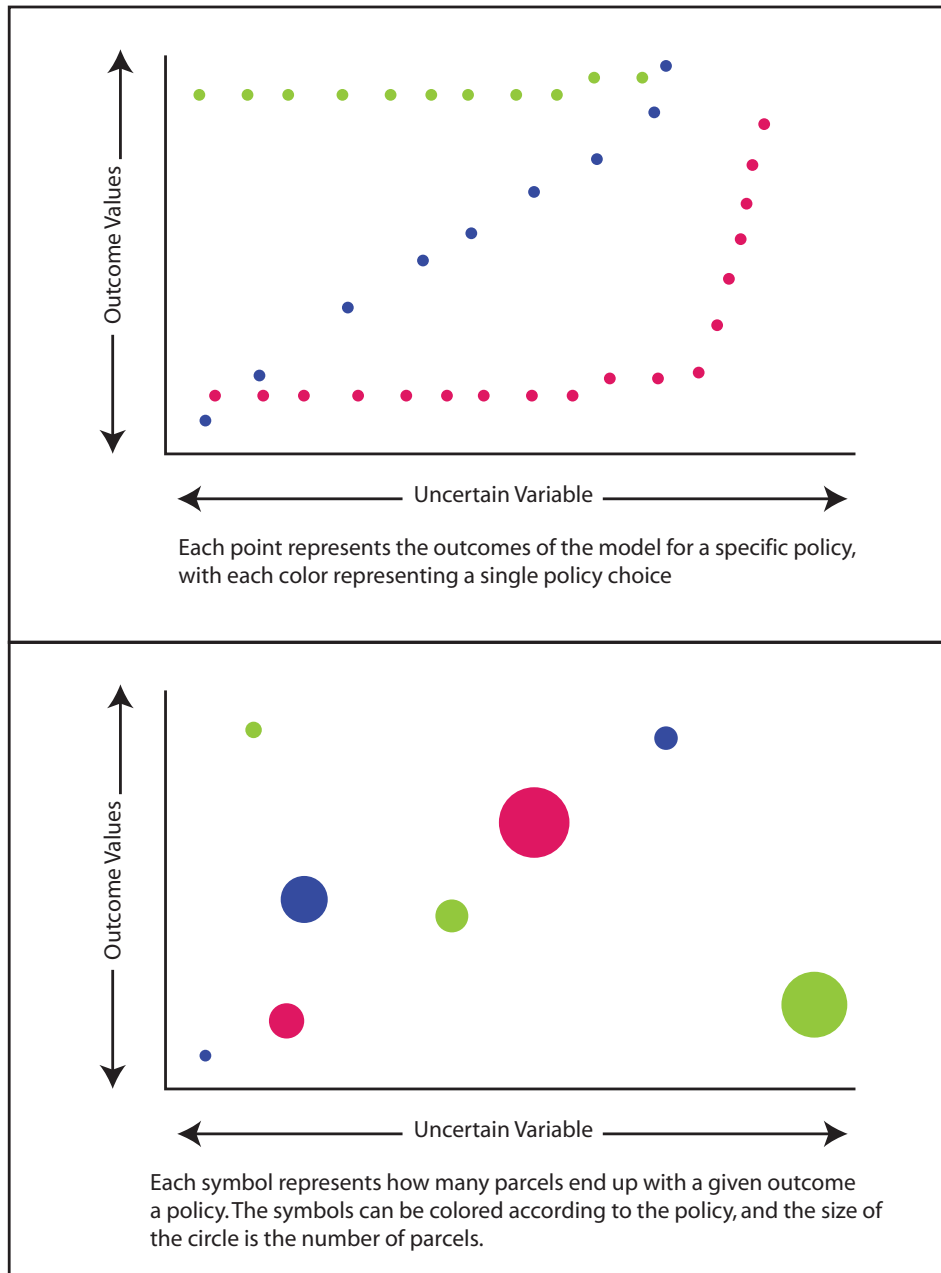 Outcome Values
Uncertain Variable
Each point represents the outcomes of the model for a specific policy,
with each color representing a single policy choice
Outcome Values
Uncertain Variable
Each symbol represents how many parcels end up with a given outcome
a policy. The symbols can be colored according to the policy, and the size of
the circle is the number of parcels.